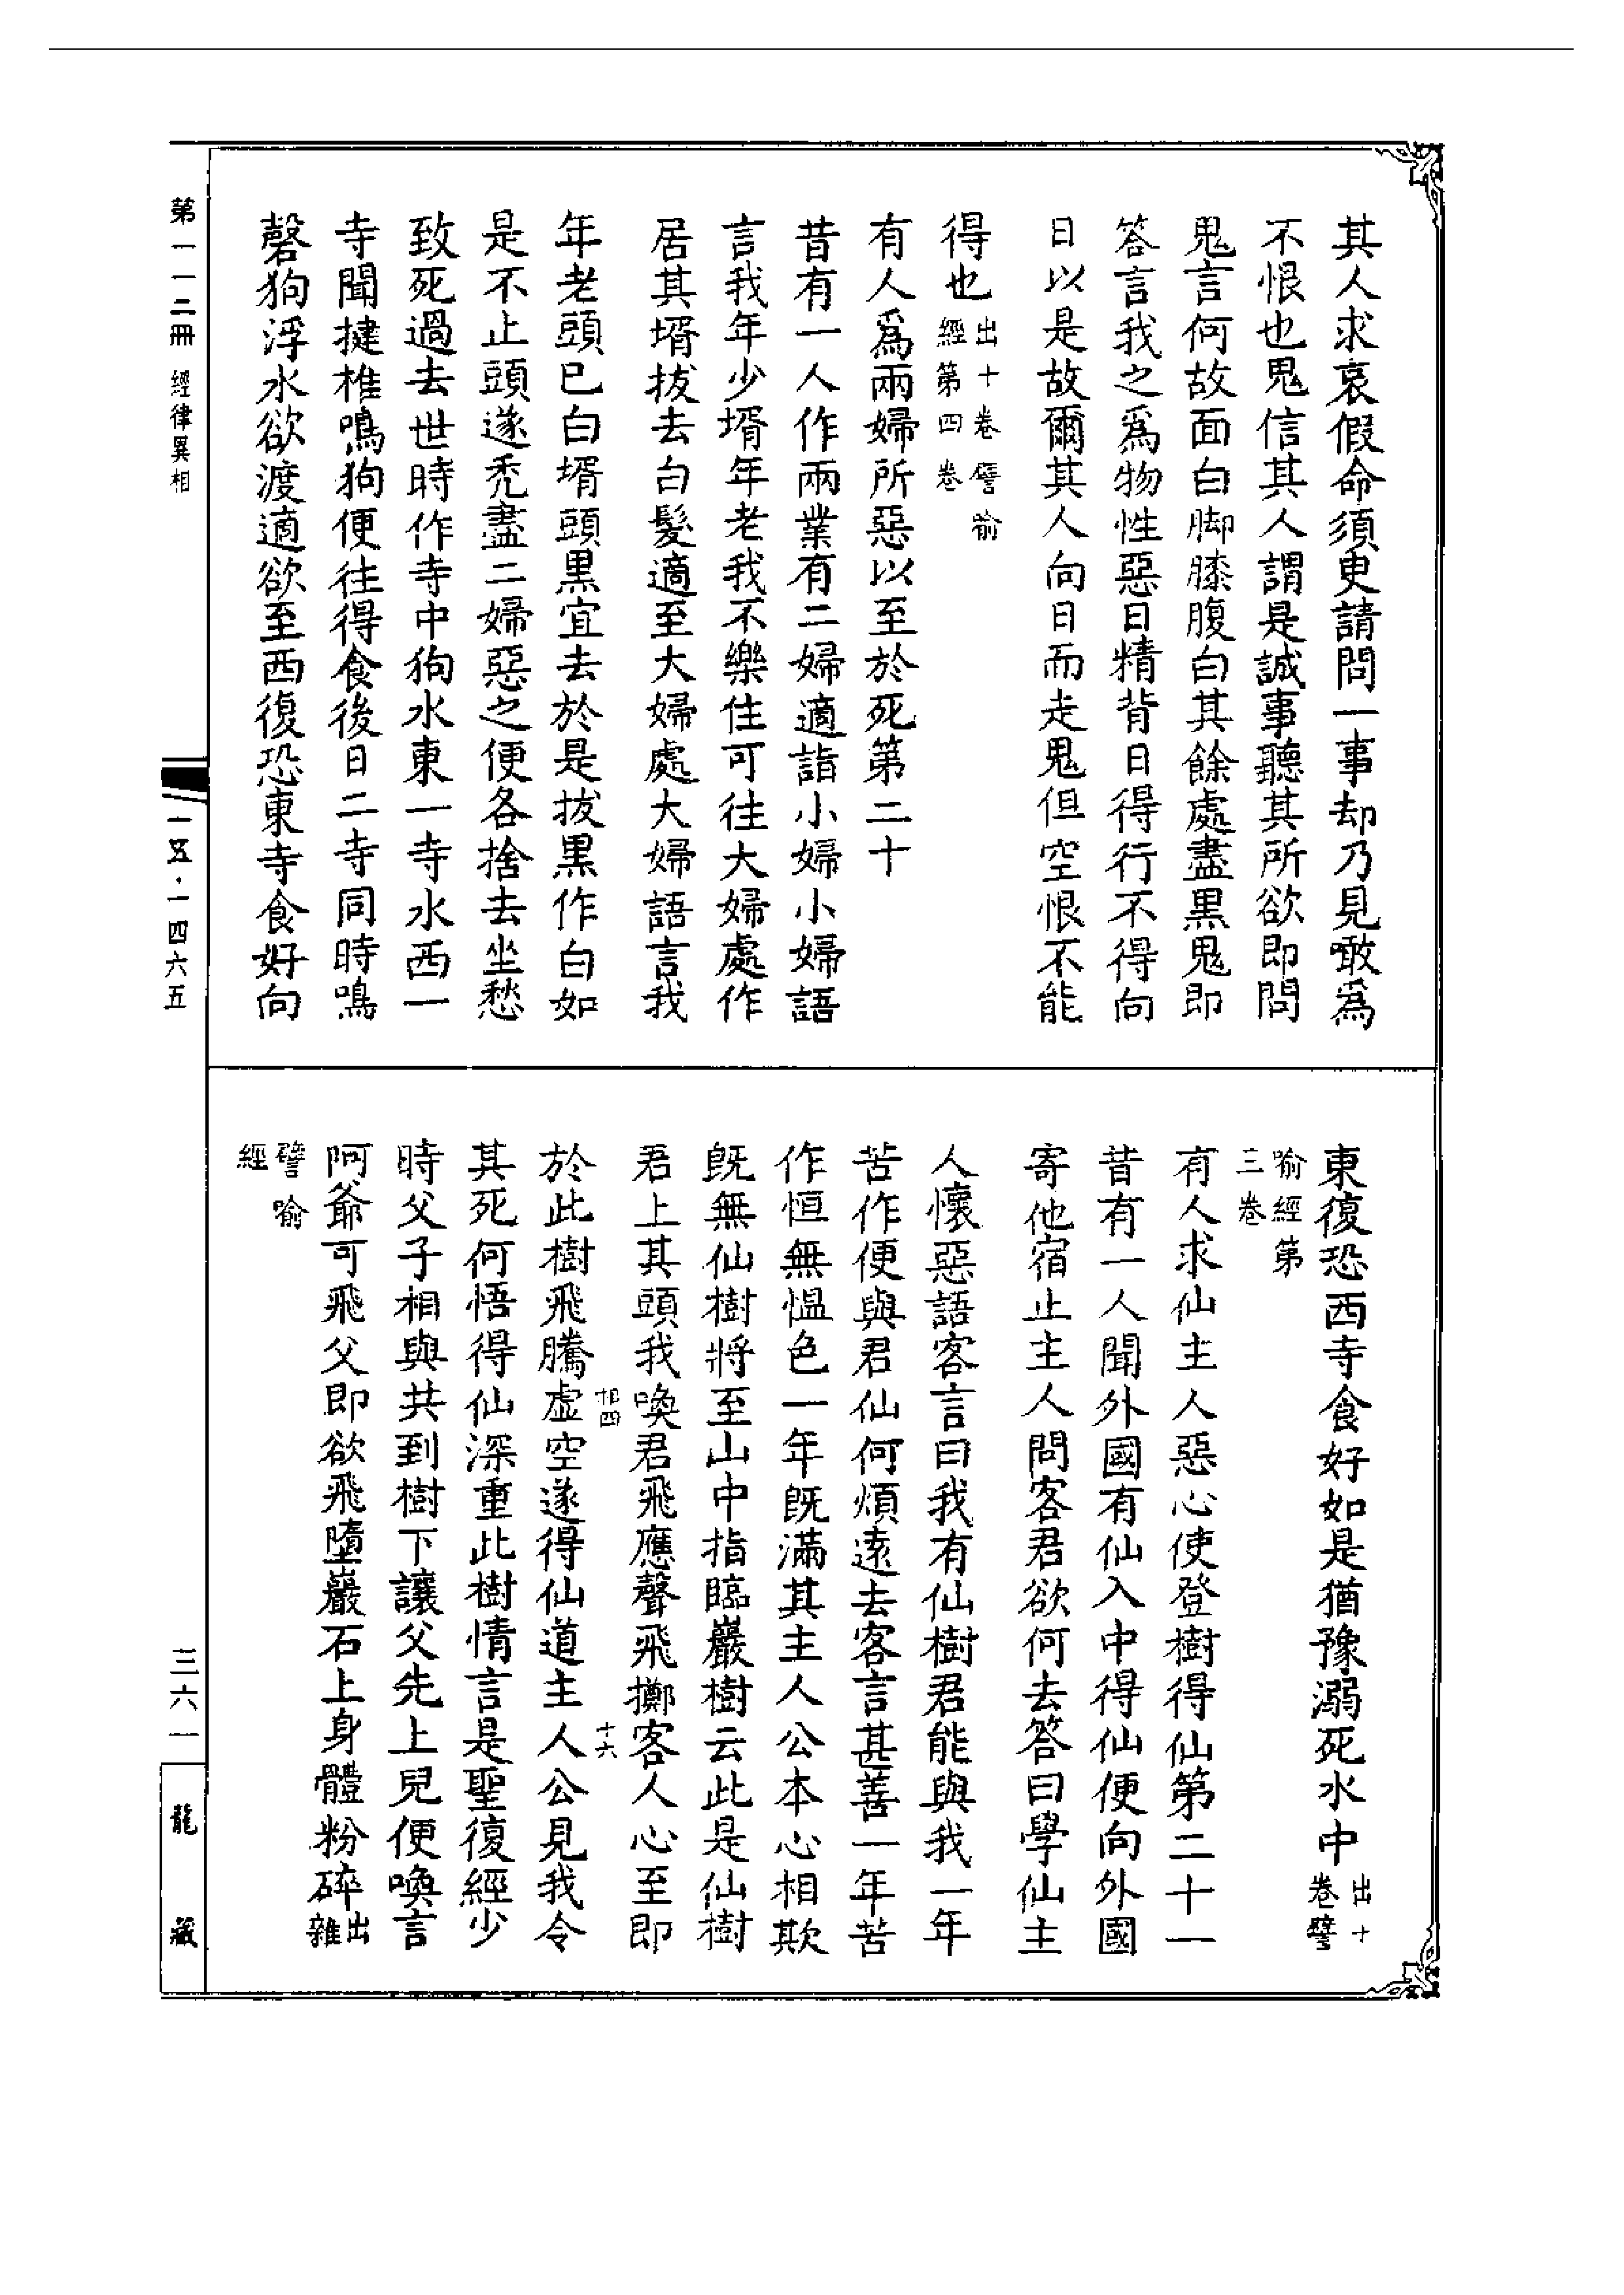 其人求哀假命須臾請問一事却乃見噉爲
不恨也鬼信其人謂是誠事聽其所欲即問
鬼言何故面白脚膝腹白其餘處盡黒鬼即
答言我之爲物性惡日精背日得行不得向
日以是故爾其人向日而走鬼但空恨不能
得也出十卷譬喻經第四卷
有人爲兩婦所惡以至於死第二十
昔有一人作兩業有二婦適詣小婦小婦語
言我年少壻年老我不樂住可往大婦處作
居其壻拔去白髮適至大婦處大婦語言我
年老頭已白壻頭黒宜去於是拔黒作白如
是不止頭遂禿盡二婦惡之便各捨去坐愁
致死過去世時作寺中狗水東一寺水西一
寺聞揵椎鳴狗便往得食後日二寺同時鳴
磬狗浮水欲渡適欲至西復恐東寺食好向
東復恐西寺食好如是猶豫溺死水中出十卷譬
喻經第三卷
有人求仙主人惡心使登樹得仙第二十一
昔有一人聞外國有仙入中得仙便向外國
寄他宿止主人問客君欲何去答曰學仙主
人懷惡語客言曰我有仙樹君能與我一年
苦作便與君仙何煩遠去客言甚善一年苦
作恒無慍色一年旣滿其主人公本心相欺
旣無仙樹將至山中指臨巖樹云此是仙樹
君上其頭我喚君飛應聲飛擲客人心至即
相四
十六
於此樹飛騰虛空遂得仙道主人公見我令
其死何悟得仙深重此樹情言是聖復經少
時父子相與共到樹下讓父先上兒便喚言
阿爺可飛父即欲飛墮巖石上身體粉碎出雜
譬喻經
第一一二冊 經律異相
一五·一四六五
三六一
龍藏